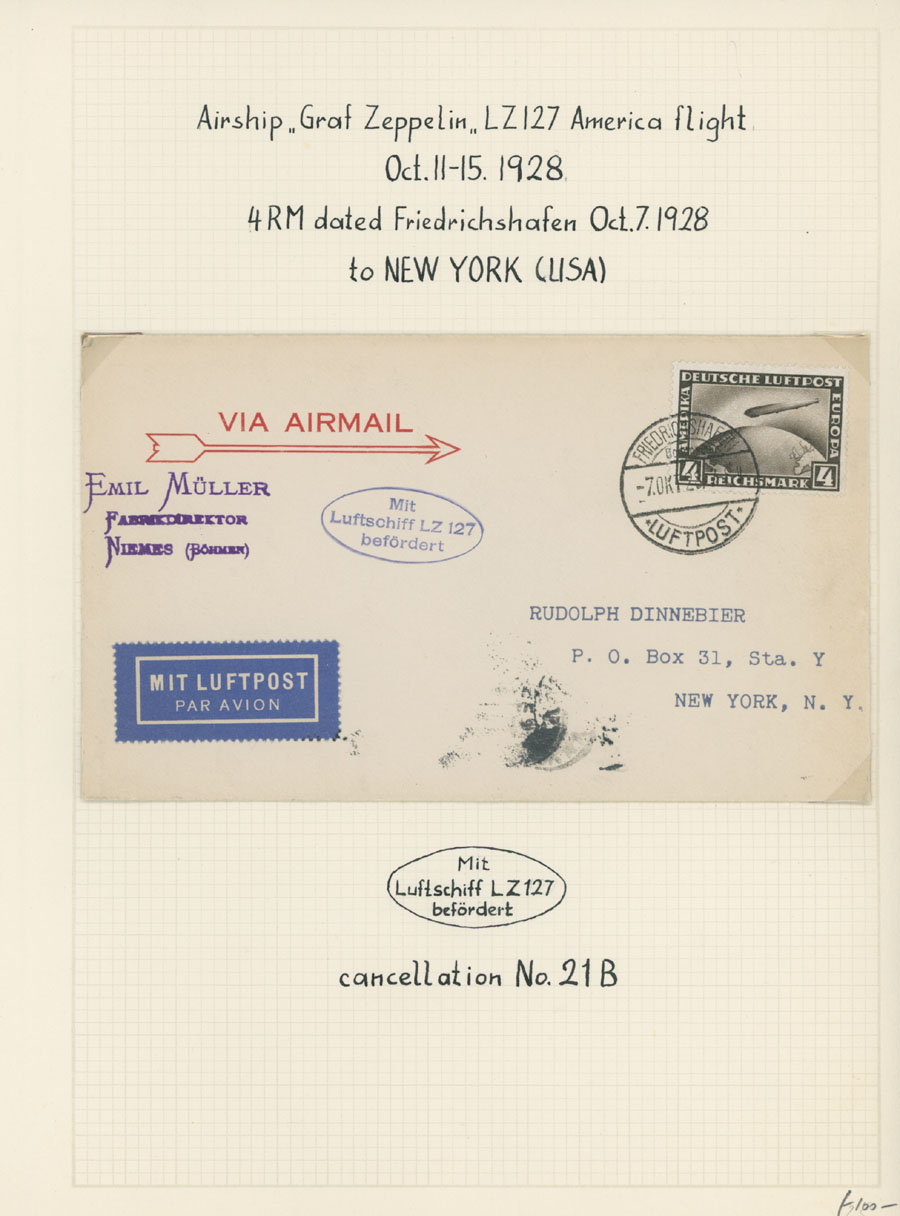 Airship „Graf Zeppelin„ LZ127 America flight
Oct. 11-15. 1928
4RM dated Friedrichshafen Oct. 7. 1928
to NEW YORK (USA)
DEUTSCHE LUFTPOST
AMERIKA
EUROPA
4 REICHSMARK 4
VIA AIRMAIL
FRIEDRICHSHAFEN
-7.OKT
*LUFTPOST*
EMIL MÜLLER
FABRIKDIREKTOR
NIEMES (BÖHMEN)
Mit
Luftschiff LZ 127
befördert
RUDOLPH DINNEBIER
P. O. Box 31, Sta. Y
NEW YORK, N. Y.
MIT LUFTPOST
PAR AVION
Mit
Luftschiff LZ127
befördert
cancellation No. 21B